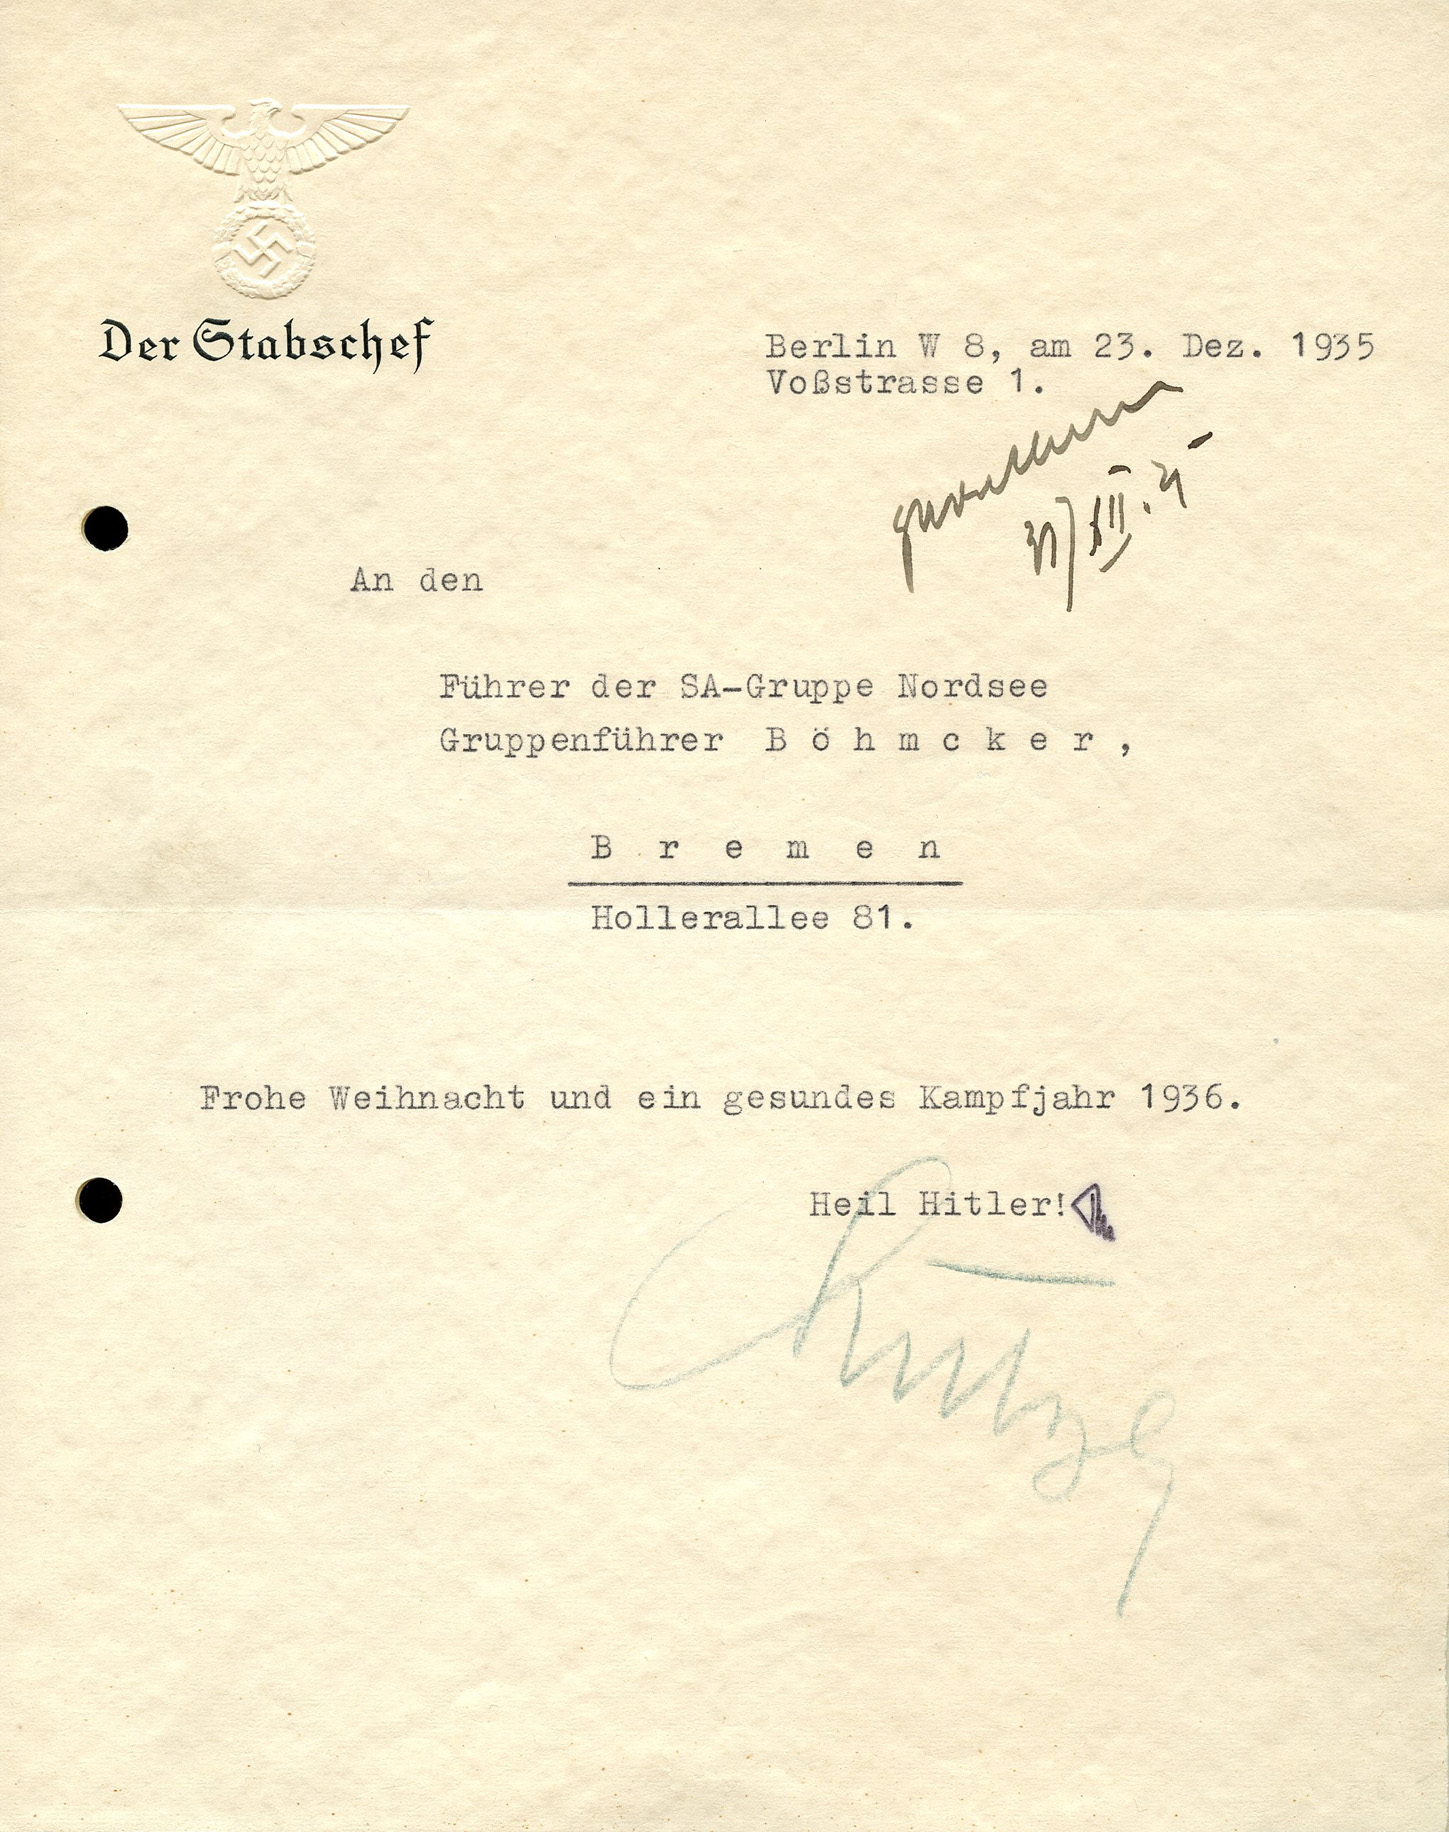 Der Stabschef
Berlin W 8, am 23. Dez. 1935
Voßstrasse 1.
An den
Führer der SA-Gruppe Nordsee
Gruppenführer B ö h m c k e r ,
B r e m e n
Hollerallee 81.
Frohe Weihnacht und ein gesundes Kampfjahr 1936.
Heil Hitler!
Lutze